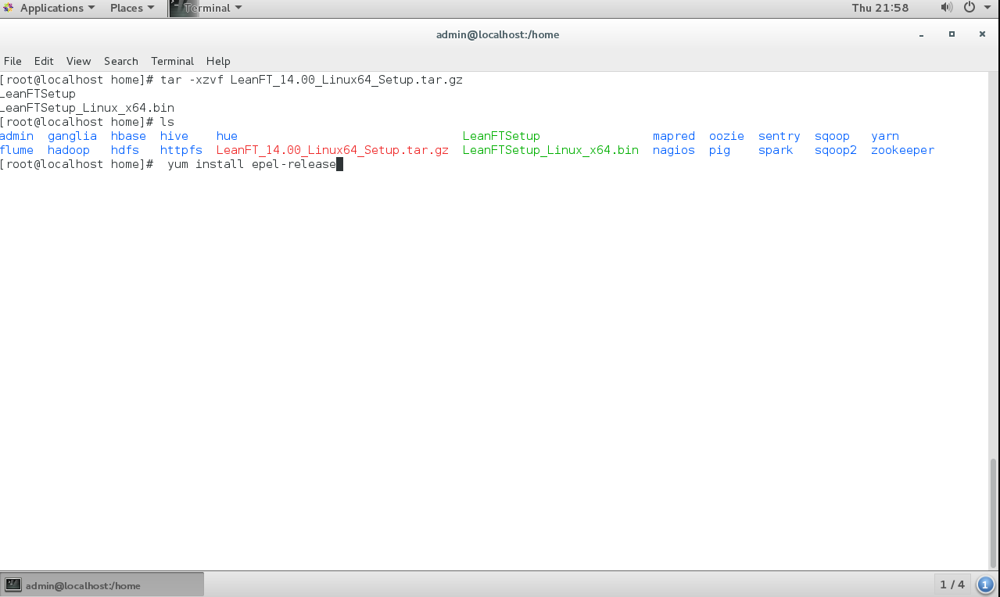 Applications Places Terminal Thu 21:58
admin@localhost:/home
File Edit View Search Terminal Help
[root@localhost home]# tar -xzvf LeanFT_14.00_Linux64_Setup.tar.gz
LeanFTSetup
LeanFTSetup_Linux_x64.bin
[root@localhost home]# ls
admin ganglia hbase hive hue LeanFTSetup mapred oozie sentry sqoop yarn
flume hadoop hdfs httpfs LeanFT_14.00_Linux64_Setup.tar.gz LeanFTSetup_Linux_x64.bin nagios pig spark sqoop2 zookeeper
[root@localhost home]#  yum install epel-release
admin@localhost:/home 1 / 4 1